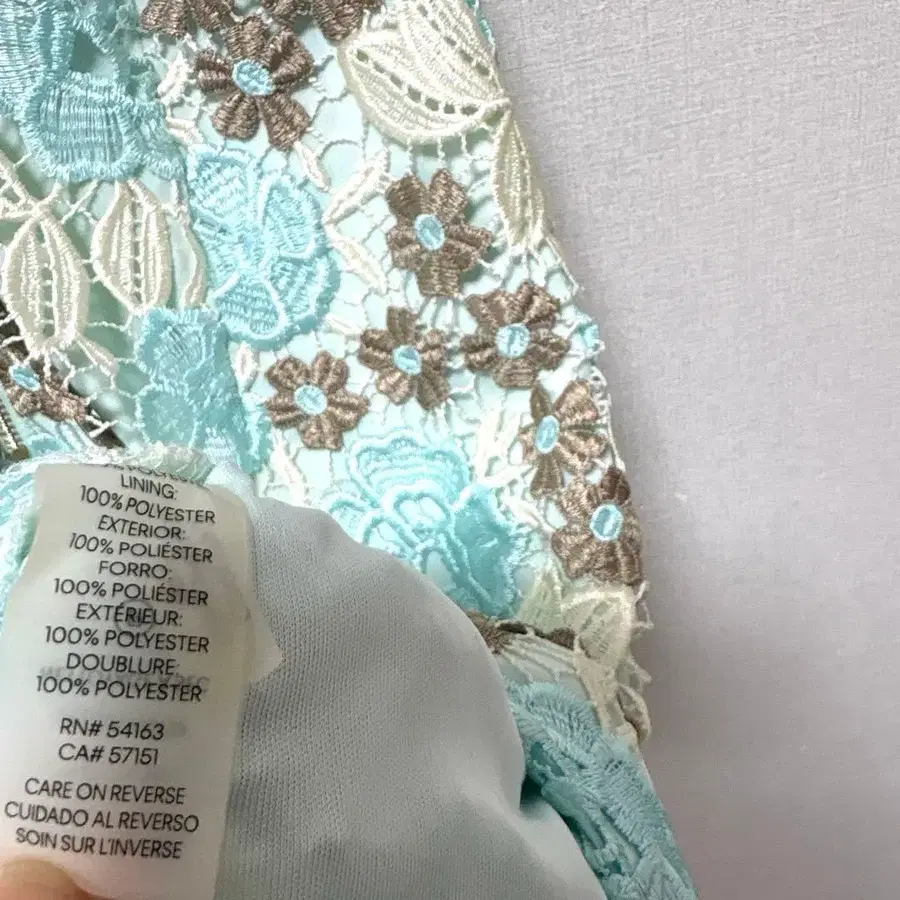 LINING:
100% POLYESTER
EXTERIOR:
100% POLIÉSTER
FORRO:
100% POLIÉSTER
EXTÉRIEUR:
100% POLYESTER
DOUBLURE:
100% POLYESTER
RN# 54163
CA# 57151
CARE ON REVERSE
CUIDADO AL REVERSO
SOIN SUR L'INVERSE